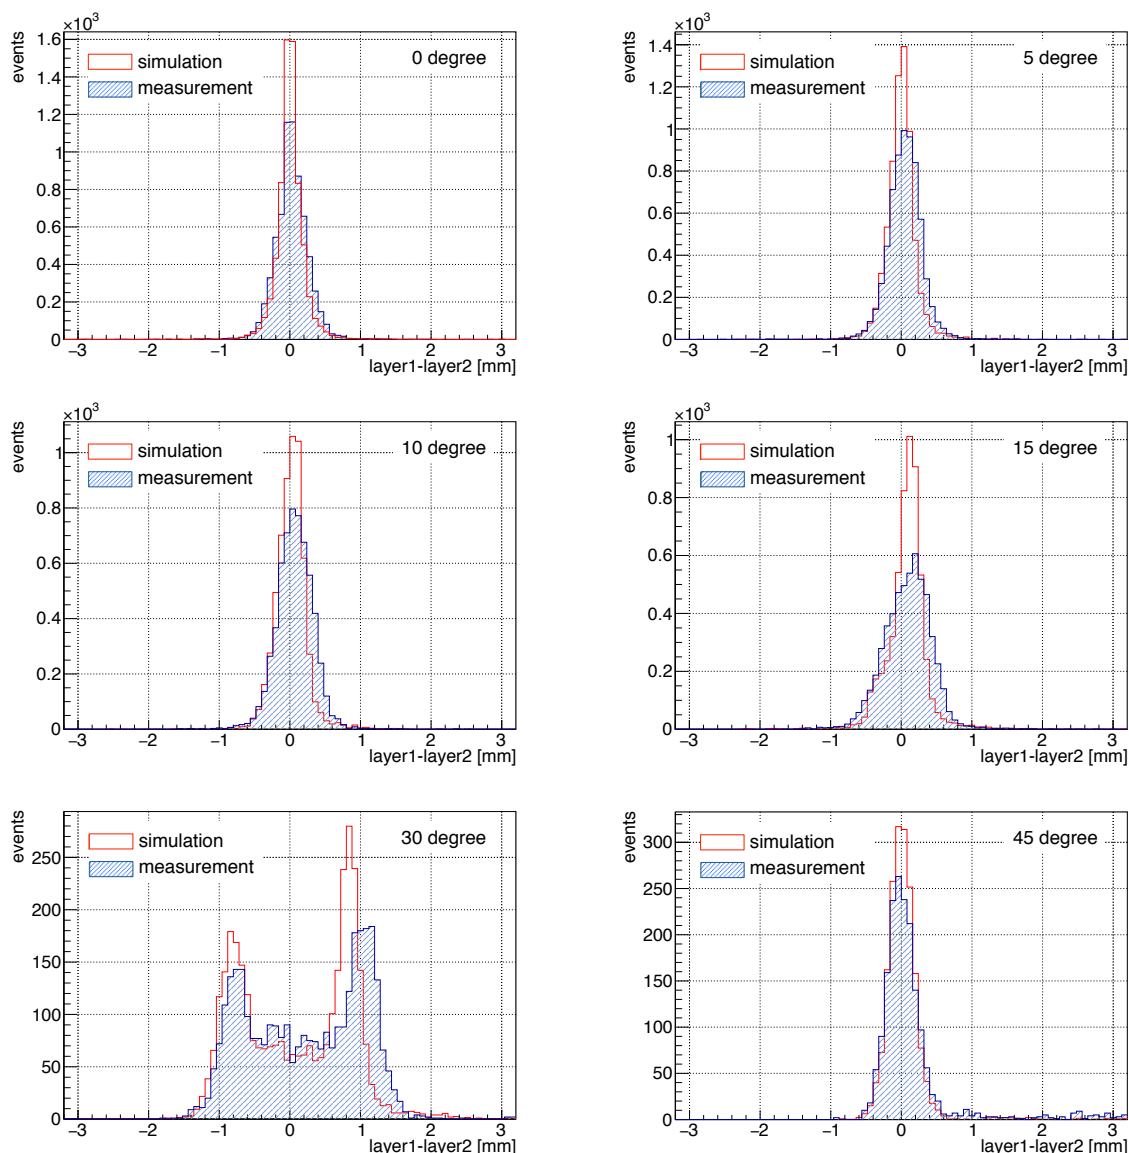 ×10³
events
1.6
1.4
1.2
1
0.8
0.6
0.4
0.2
0
simulation
measurement
0 degree
−3 −2 −1 0 1 2 3
layer1-layer2 [mm]
×10³
events
1.4
1.2
1
0.8
0.6
0.4
0.2
0
simulation
measurement
5 degree
−3 −2 −1 0 1 2 3
layer1-layer2 [mm]
×10³
events
1
0.8
0.6
0.4
0.2
0
simulation
measurement
10 degree
−3 −2 −1 0 1 2 3
layer1-layer2 [mm]
×10³
events
1
0.8
0.6
0.4
0.2
0
simulation
measurement
15 degree
−3 −2 −1 0 1 2 3
layer1-layer2 [mm]
events
250
200
150
100
50
0
simulation
measurement
30 degree
−3 −2 −1 0 1 2 3
layer1-layer2 [mm]
events
300
250
200
150
100
50
0
simulation
measurement
45 degree
−3 −2 −1 0 1 2 3
layer1-layer2 [mm]